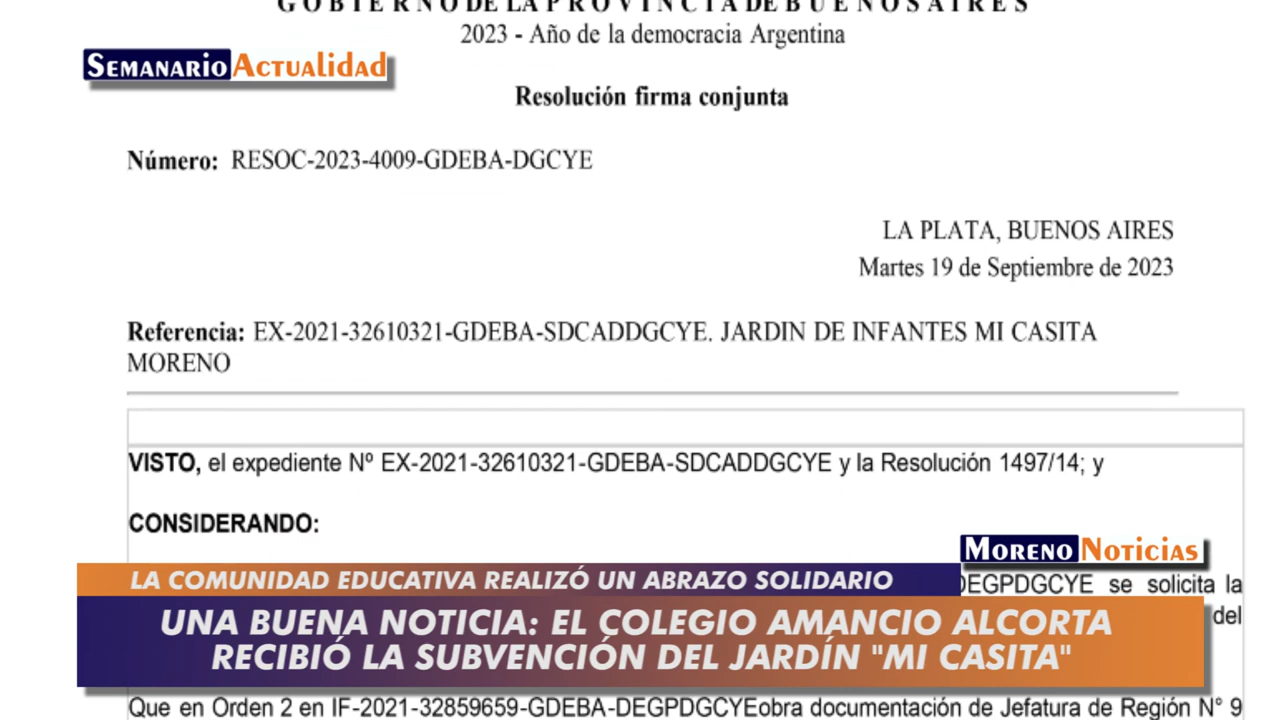 GOBIERNO DE LA PROVINCIA DE BUENOS AIRES
2023 - Año de la democracia Argentina
SEMANARIO ACTUALIDAD
Resolución firma conjunta
Número: RESOC-2023-4009-GDEBA-DGCYE
LA PLATA, BUENOS AIRES
Martes 19 de Septiembre de 2023
Referencia: EX-2021-32610321-GDEBA-SDCADDGCYE. JARDIN DE INFANTES MI CASITA
MORENO
VISTO, el expediente Nº EX-2021-32610321-GDEBA-SDCADDGCYE y la Resolución 1497/14; y
CONSIDERANDO:
MORENO NOTICIAS
LA COMUNIDAD EDUCATIVA REALIZÓ UN ABRAZO SOLIDARIO
DEGPDGCYE se solicita la
del
UNA BUENA NOTICIA: EL COLEGIO AMANCIO ALCORTA
RECIBIÓ LA SUBVENCIÓN DEL JARDÍN "MI CASITA"
Que en Orden 2 en IF-2021-32859659-GDEBA-DEGPDGCYEobra documentación de Jefatura de Región N° 9